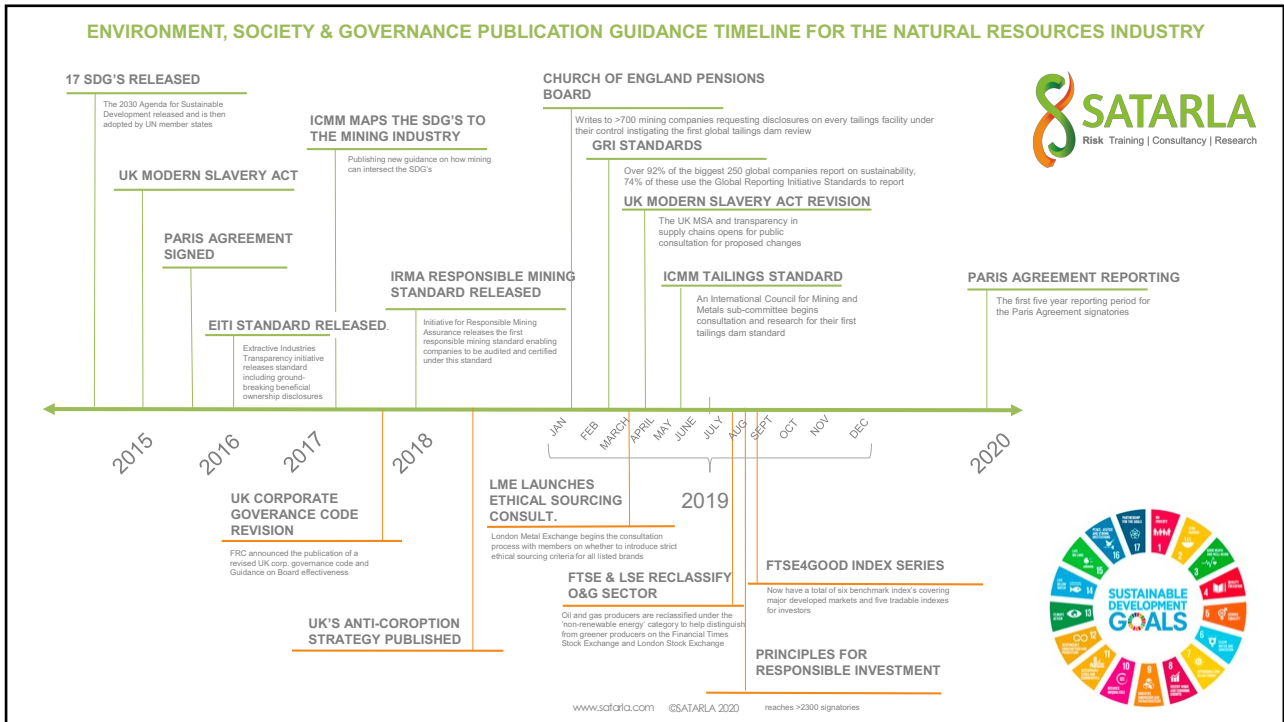 ENVIRONMENT, SOCIETY & GOVERNANCE PUBLICATION GUIDANCE TIMELINE FOR THE NATURAL RESOURCES INDUSTRY
17 SDG'S RELEASED
The 2030 Agenda for Sustainable
Development released and is then
adopted by UN member states
UK MODERN SLAVERY ACT
PARIS AGREEMENT
SIGNED
EITI STANDARD RELEASED.
Extractive Industries
Transparency initiative
releases standard
including ground-
breaking beneficial
ownership disclosures
ICMM MAPS THE SDG'S TO
THE MINING INDUSTRY
Publishing new guidance on how mining
can intersect the SDG's
IRMA RESPONSIBLE MINING
STANDARD RELEASED
Initiative for Responsible Mining
Assurance releases the first
responsible mining standard enabling
companies to be audited and certified
under this standard
CHURCH OF ENGLAND PENSIONS
BOARD
Writes to >700 mining companies requesting disclosures on every tailings facility under
their control instigating the first global tailings dam review
GRI STANDARDS
Over 92% of the biggest 250 global companies report on sustainability,
74% of these use the Global Reporting Initiative Standards to report
UK MODERN SLAVERY ACT REVISION
The UK MSA and transparency in
supply chains opens for public
consultation for proposed changes
ICMM TAILINGS STANDARD
An International Council for Mining and
Metals sub-committee begins
consultation and research for their first
tailings dam standard
PARIS AGREEMENT REPORTING
The first five year reporting period for
the Paris Agreement signatories
SATARLA
Risk Training | Consultancy | Research
2015
2016
2017
2018
JAN
FEB
MARCH
APRIL
MAY
JUNE
JULY
AUG
SEPT
OCT
NOV
DEC
2019
2020
UK CORPORATE
GOVERANCE CODE
REVISION
FRC announced the publication of a
revised UK corp. governance code and
Guidance on Board effectiveness
UK'S ANTI-COROPTION
STRATEGY PUBLISHED
LME LAUNCHES
ETHICAL SOURCING
CONSULT.
London Metal Exchange begins the consultation
process with members on whether to introduce strict
ethical sourcing criteria for all listed brands
FTSE & LSE RECLASSIFY
O&G SECTOR
Oil and gas producers are reclassified under the
'non-renewable energy' category to help distinguish
from greener producers on the Financial Times
Stock Exchange and London Stock Exchange
FTSE4GOOD INDEX SERIES
Now have a total of six benchmark index's covering
major developed markets and five tradable indexes
for investors
PRINCIPLES FOR
RESPONSIBLE INVESTMENT
reaches >2300 signatories
www.satarla.com ©SATARLA 2020
SUSTAINABLE
DEVELOPMENT
GOALS
1
2
3
4
5
6
7
8
9
10
11
12
13
14
15
16
17